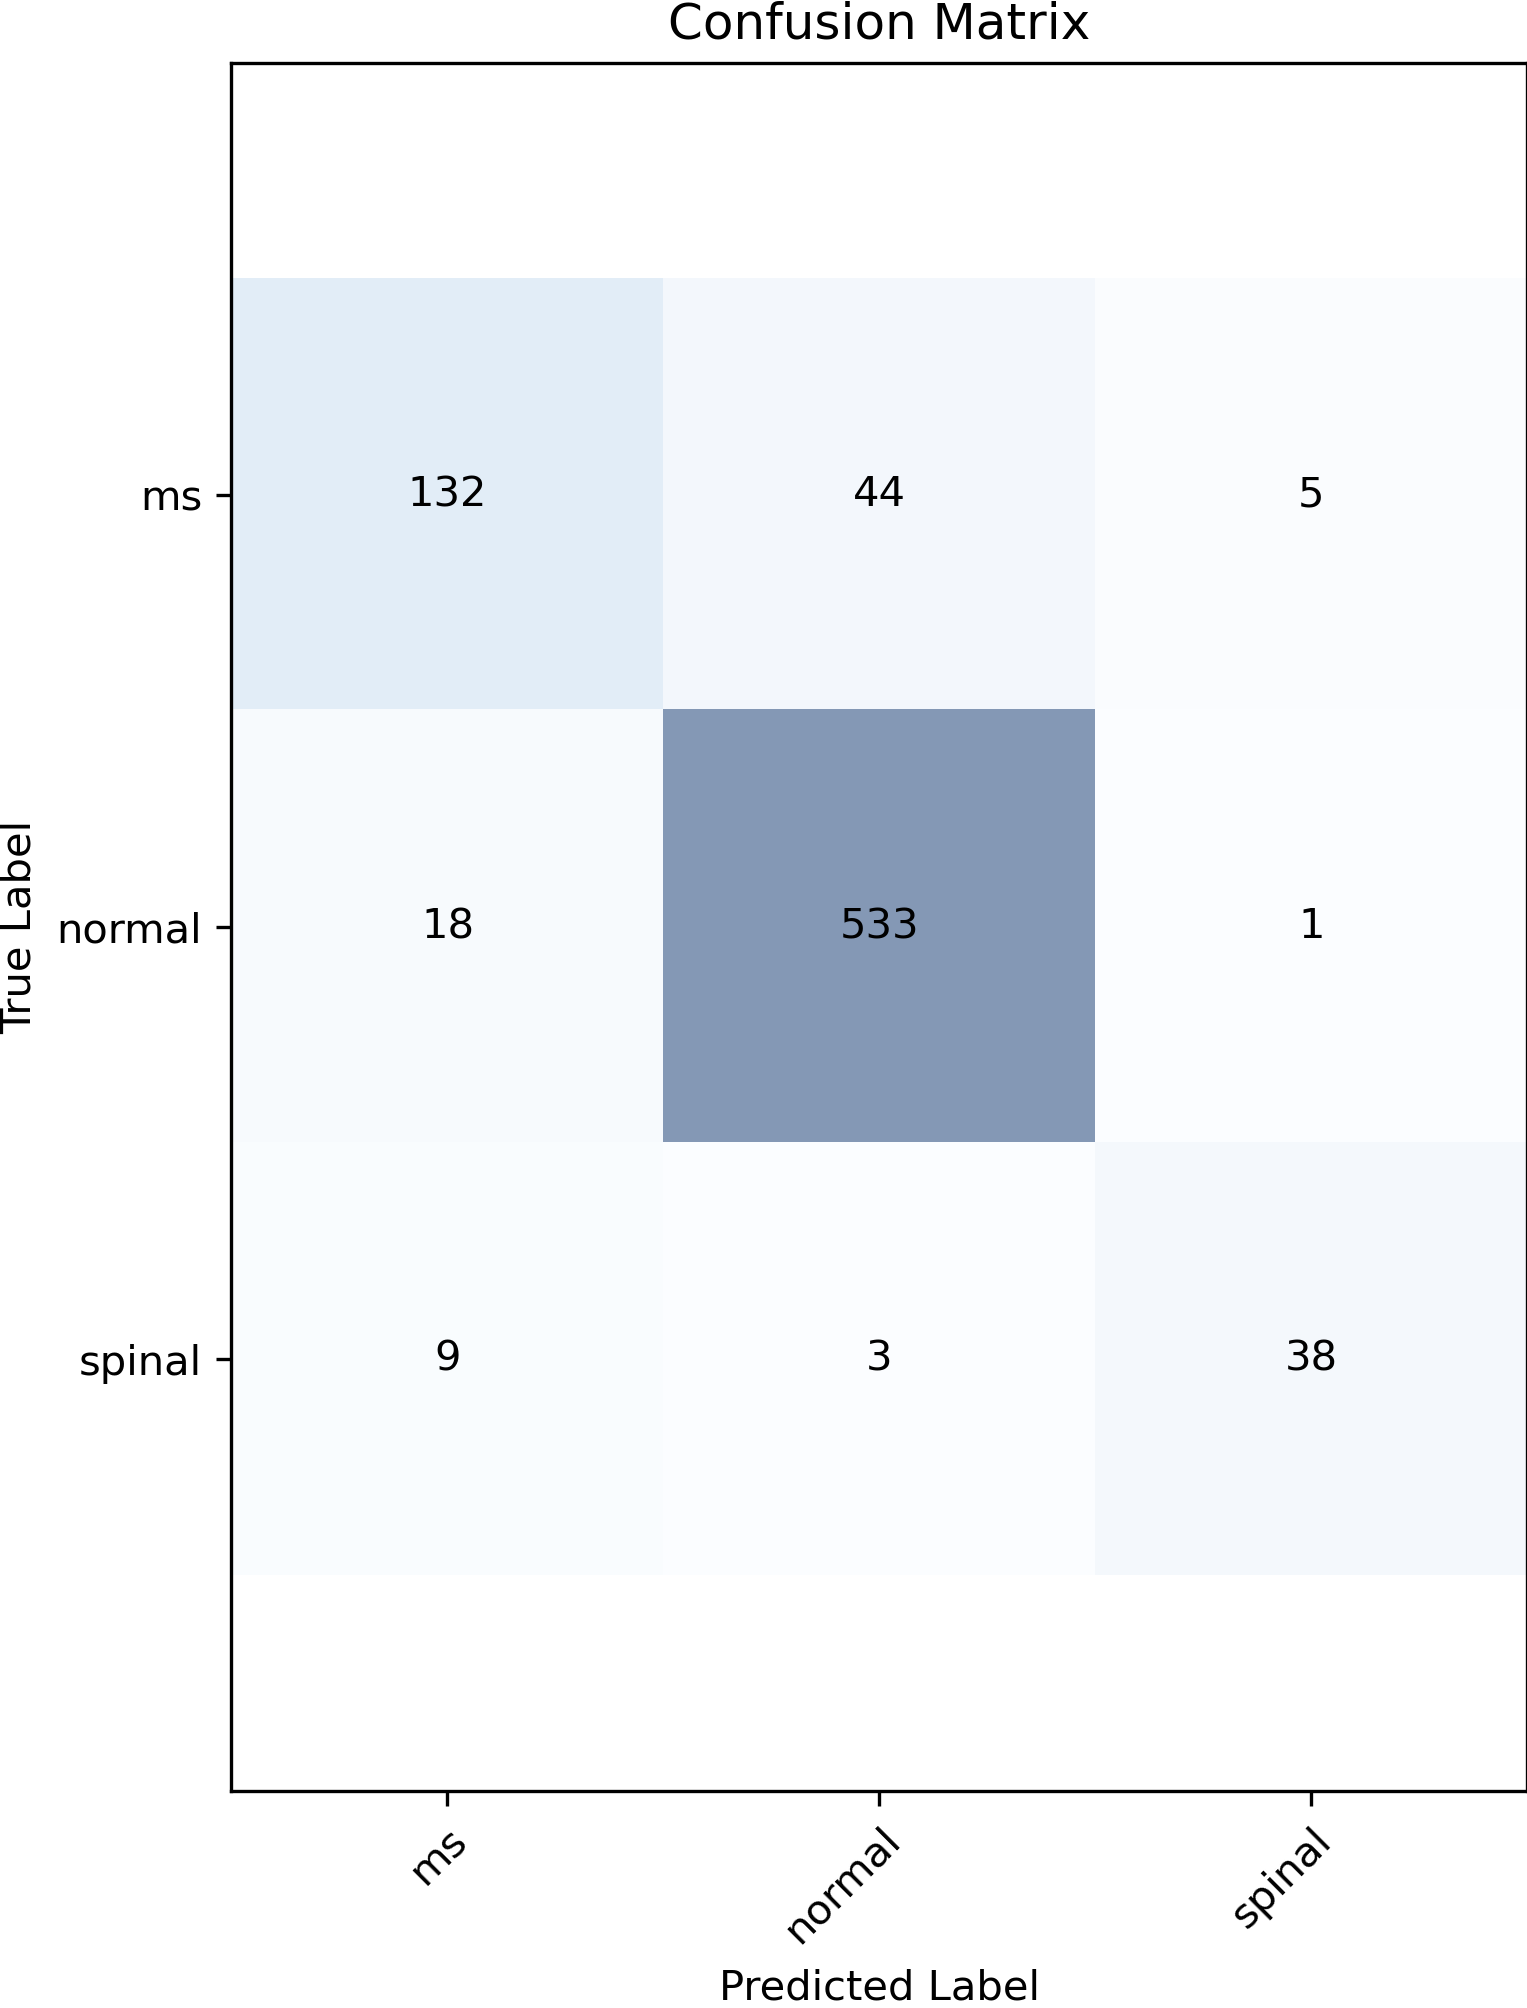 Confusion Matrix
ms
132
44
5
normal
18
533
1
spinal
9
3
38
True Label
ms
normal
spinal
Predicted Label